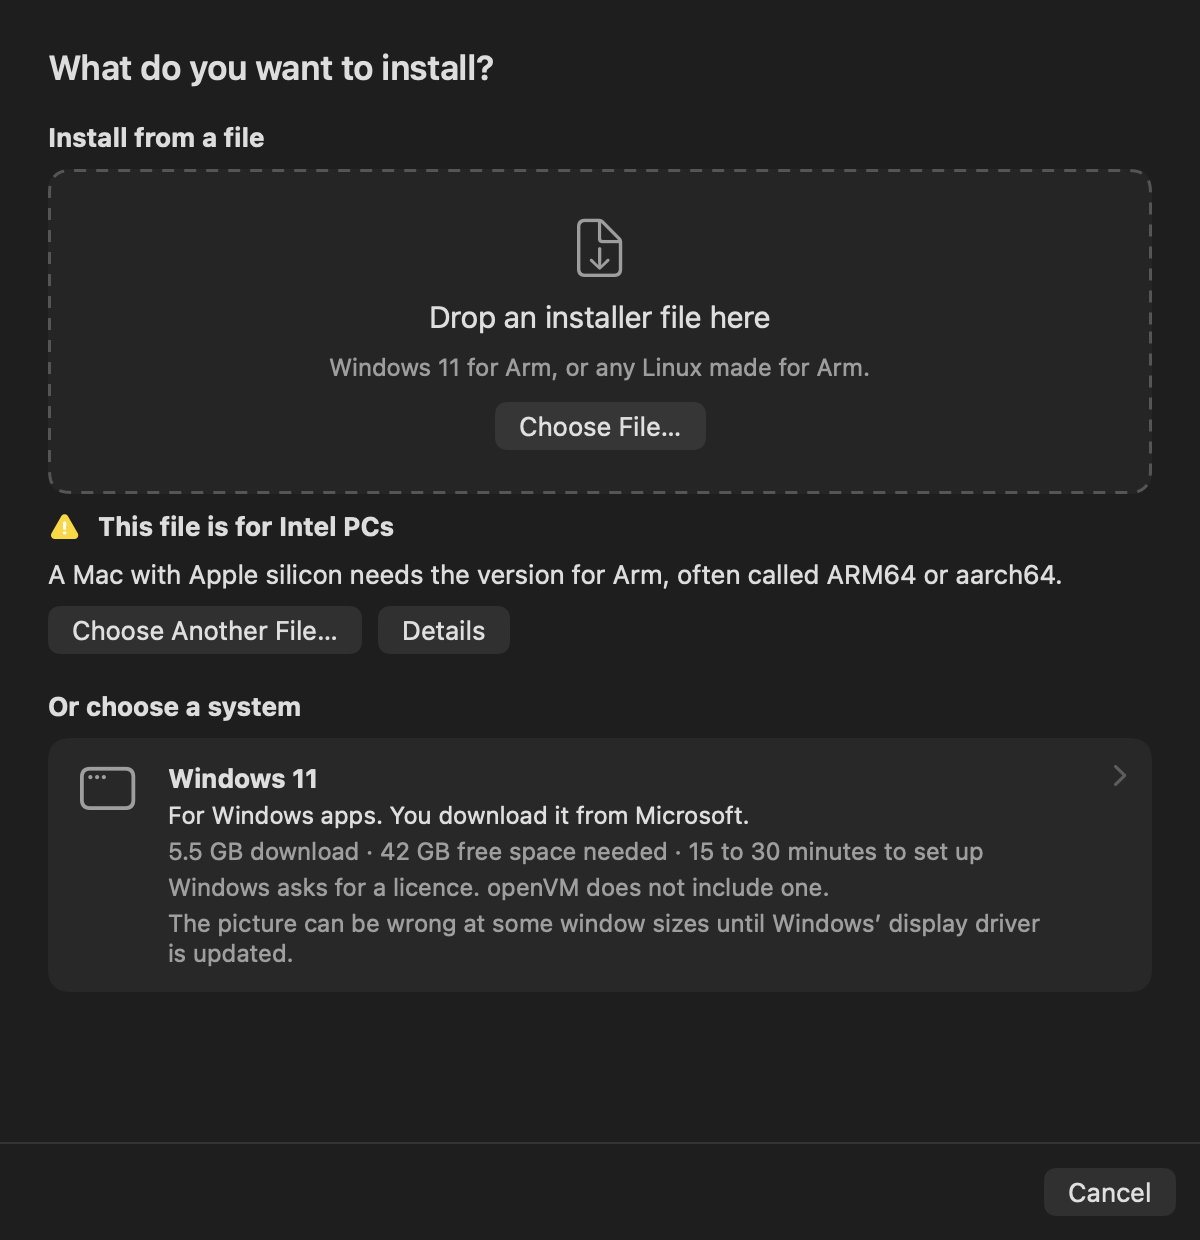 What do you want to install?
Install from a file
Drop an installer file here
Windows 11 for Arm, or any Linux made for Arm.
Choose File...
This file is for Intel PCs
A Mac with Apple silicon needs the version for Arm, often called ARM64 or aarch64.
Choose Another File...
Details
Or choose a system
Windows 11
For Windows apps. You download it from Microsoft.
5.5 GB download · 42 GB free space needed · 15 to 30 minutes to set up
Windows asks for a licence. openVM does not include one.
The picture can be wrong at some window sizes until Windows’ display driver
is updated.
Cancel